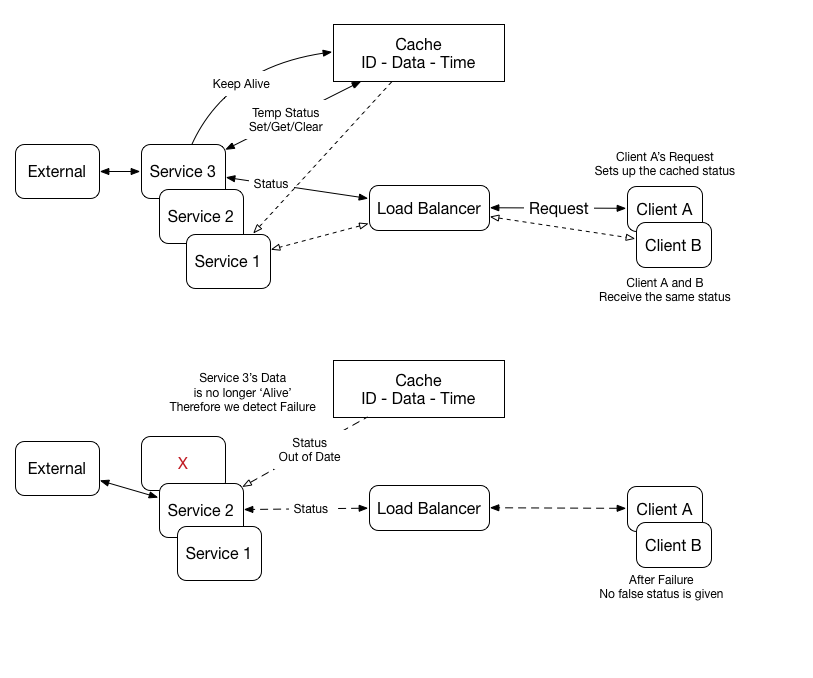 Cache
ID - Data - Time
Keep Alive
Temp Status
Set/Get/Clear
External
Service 3
Status
Service 2
Service 1
Load Balancer
Request
Client A's Request
Sets up the cached status
Client A
Client B
Client A and B
Receive the same status
Service 3's Data
is no longer ‘Alive’
Therefore we detect Failure
Cache
ID - Data - Time
Status
Out of Date
External
X
Service 2
Service 1
Status
Load Balancer
Client A
Client B
After Failure
No false status is given